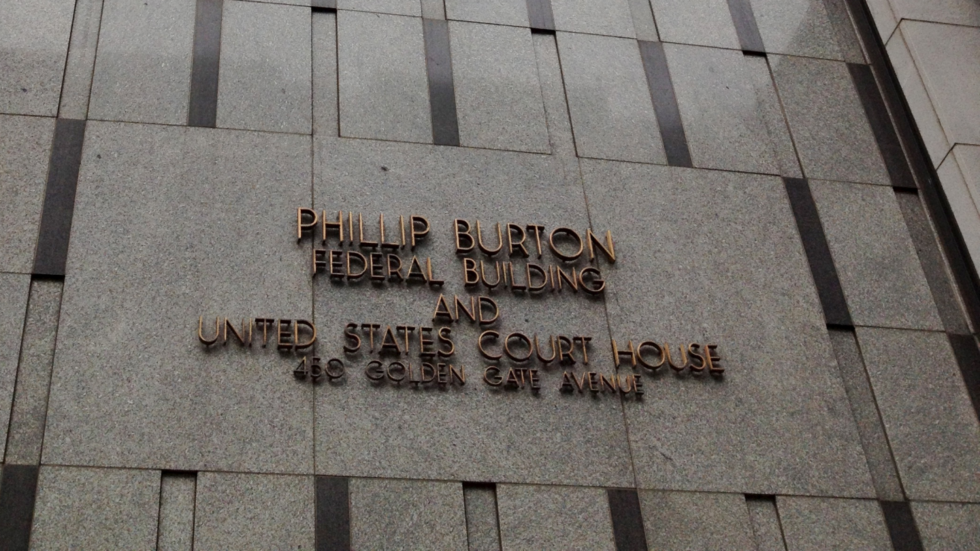 PHILLIP BURTON
FEDERAL BUILDING
AND
UNITED STATES COURT HOUSE
450 GOLDEN GATE AVENUE